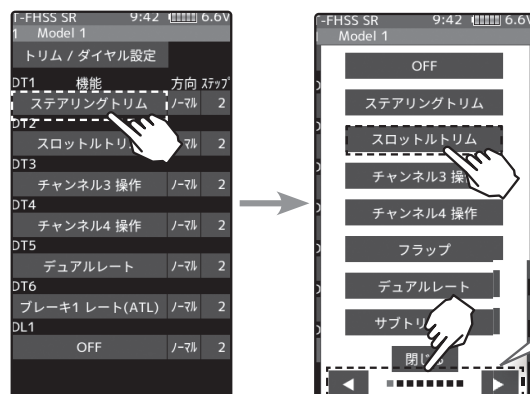 T-FHSS SR 9:42 6.6V
1 Model 1
トリム / ダイヤル設定
DT1 機能 方向 ステップ
ステアリングトリム ノーマル 2
DT2
スロットルトリ ーマル 2
DT3
チャンネル3 操作 ノーマル 2
DT4
チャンネル4 操作 ノーマル 2
DT5
デュアルレート ノーマル 2
DT6
ブレーキ1 レート(ATL) ノーマル 2
DL1
OFF ノーマル 2
-FHSS SR 9:42 6.6V
Model 1
OFF
ステアリングトリム
スロットルトリム
チャンネル3 操
チャンネル4 操作
フラップ
デュアルレート
サブトリ
閉じる